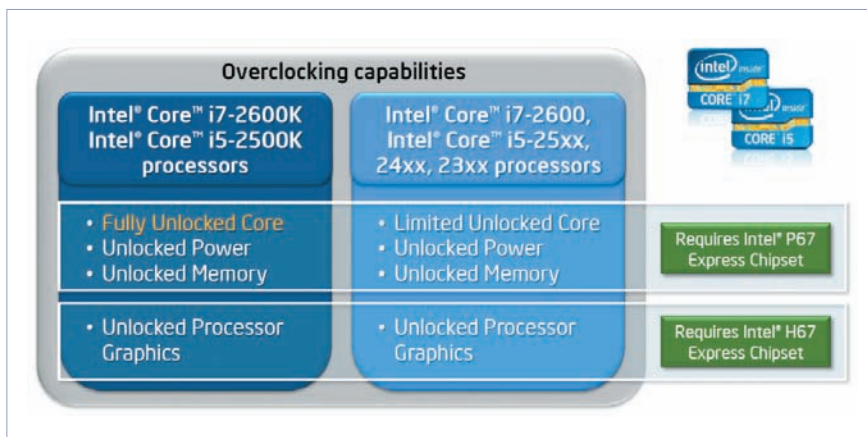 Overclocking capabilities
Intel® Core™ i7-2600K
Intel® Core™ i5-2500K
processors
Intel® Core™ i7-2600,
Intel® Core™ i5-25xx,
24xx, 23xx processors
• Fully Unlocked Core
• Unlocked Power
• Unlocked Memory
• Limited Unlocked Core
• Unlocked Power
• Unlocked Memory
Requires Intel® P67
Express Chipset
• Unlocked Processor
Graphics
• Unlocked Processor
Graphics
Requires Intel® H67
Express Chipset
intel inside™
CORE i7
intel inside™
CORE i5